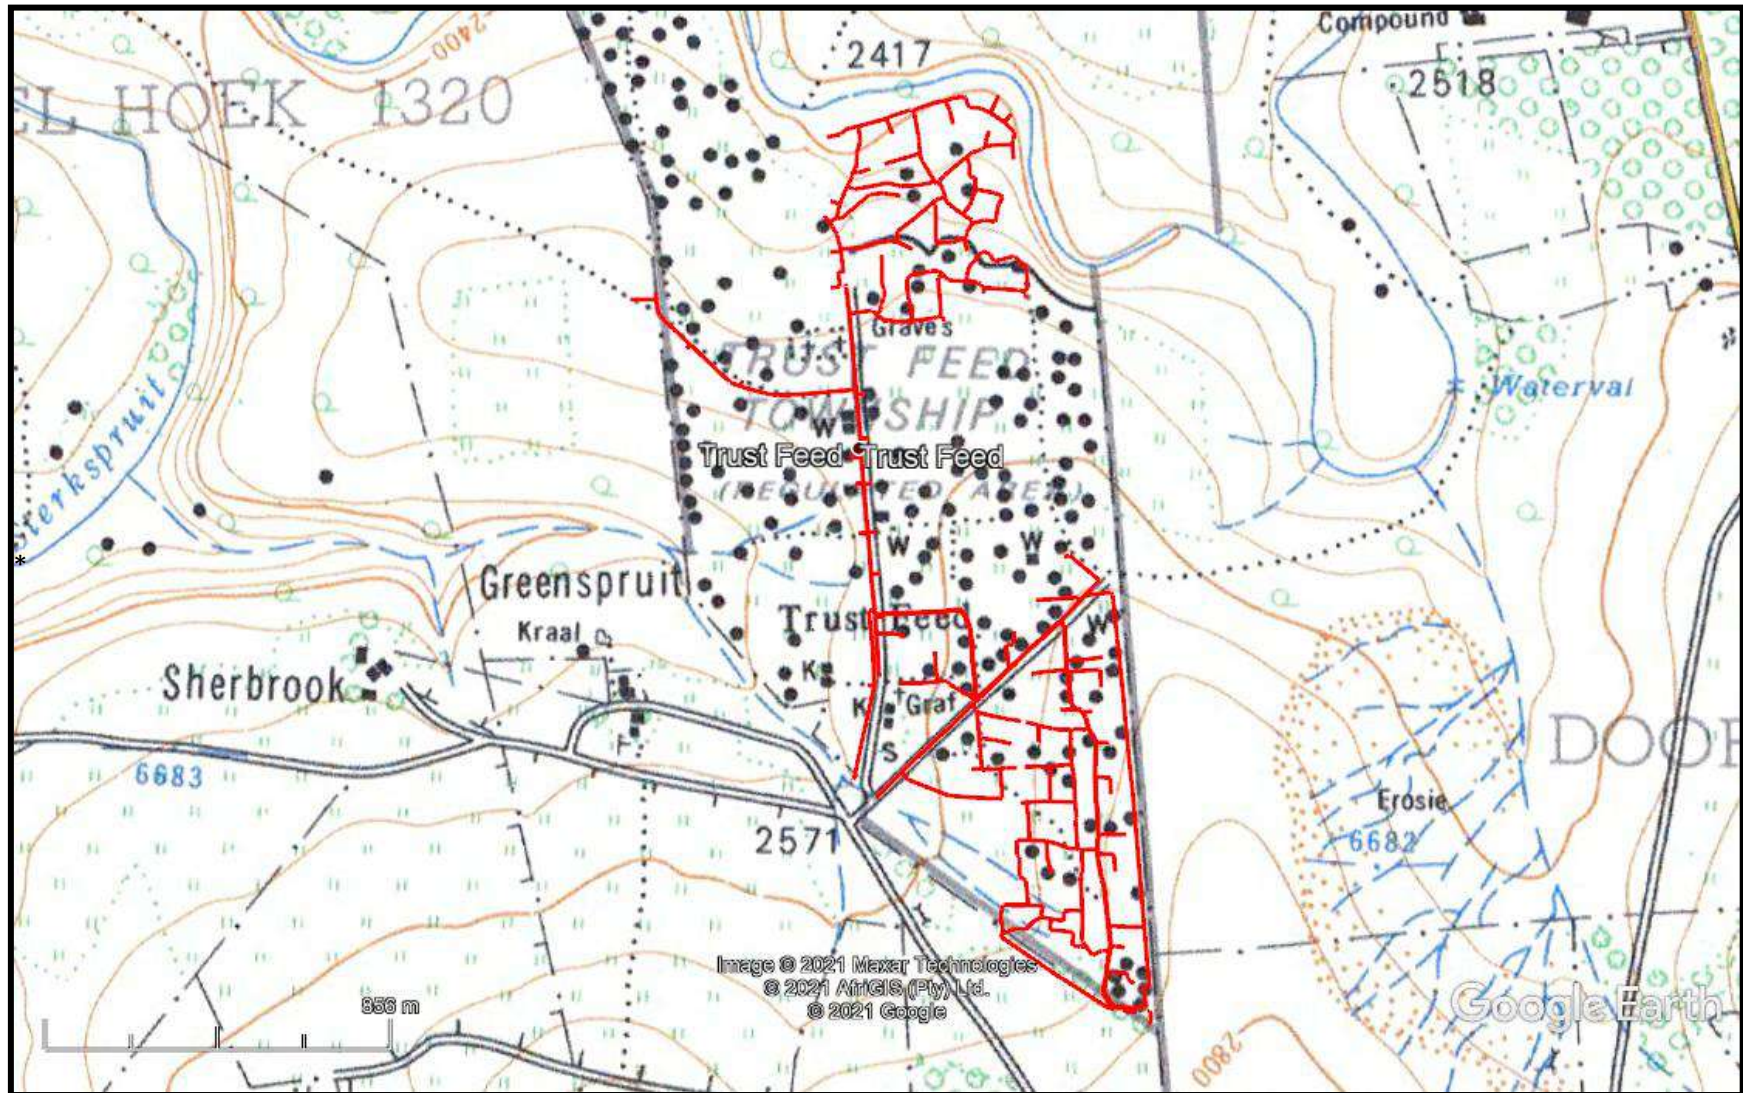 Compound
2400
2417
2518
EL HOEK 1320
Graves
TRUST FEED
TOWNSHIP
Waterval
W
Trust Feed Trust Feed
(REGULATED AREA)
Sterkspruit
W
W
*
Greenspruit
Trust Feed
Kraal
W
K
Sherbrook
K
Graf
T
S
DOOR
6683
Erosie
2571
6682
Image © 2021 Maxar Technologies
© 2021 AfriGIS (Pty) Ltd.
© 2021 Google
856 m
Google Earth
2800